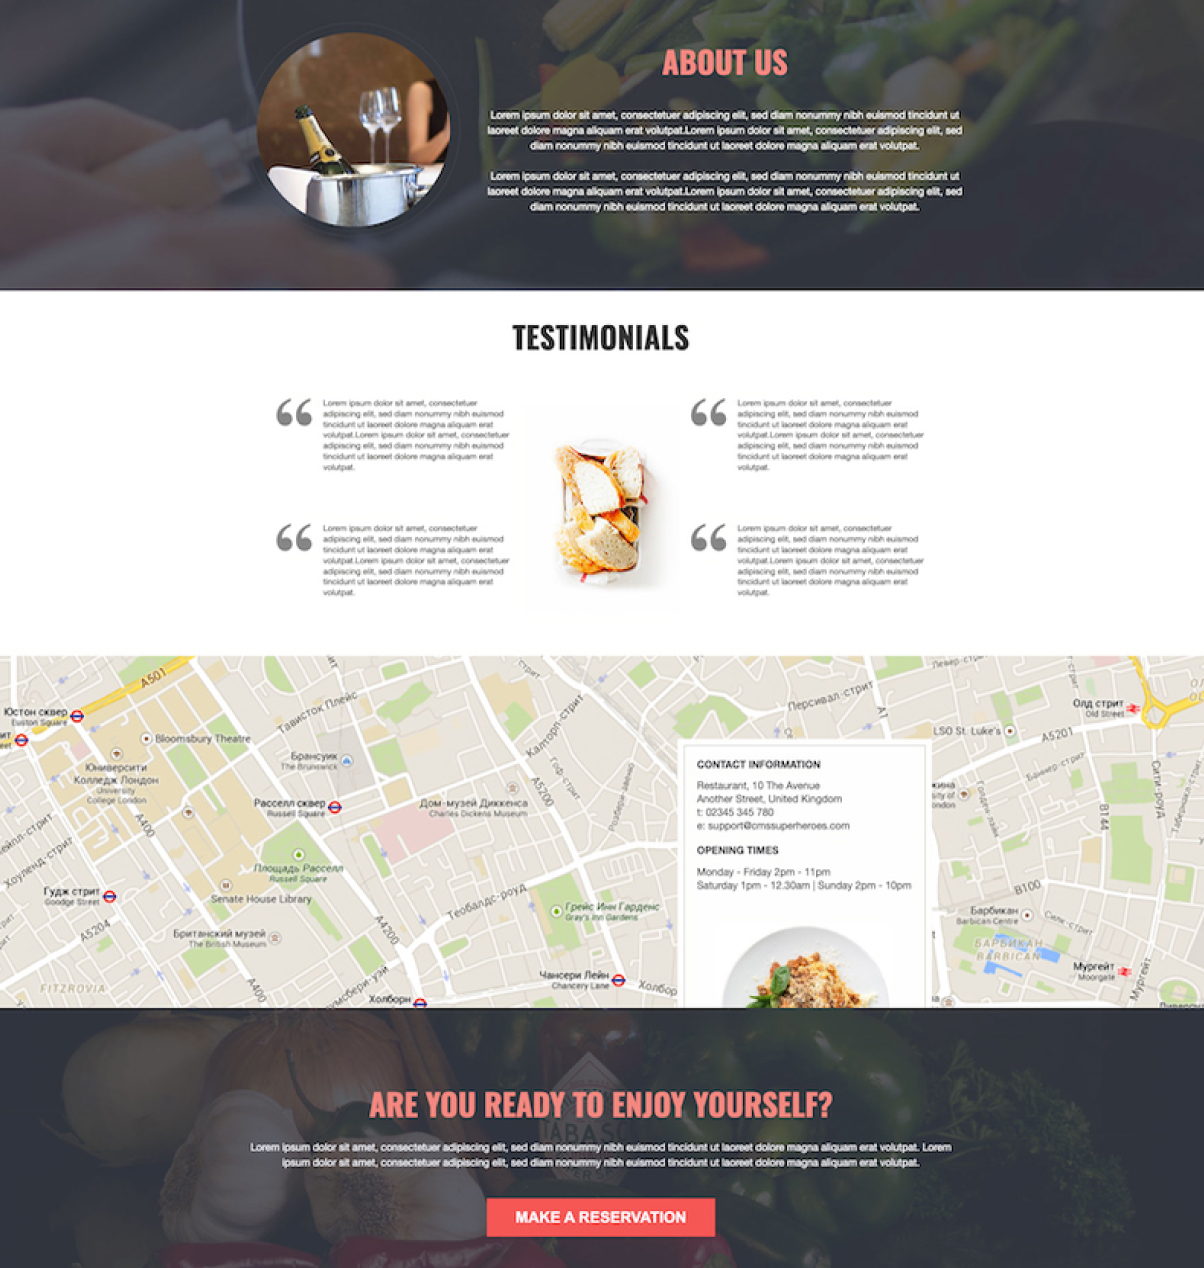 ABOUT US
Lorem ipsum dolor sit amet, consectetuer adipiscing elit, sed diam nonummy nibh euismod tincidunt ut
laoreet dolore magna aliquam erat volutpat.Lorem ipsum dolor sit amet, consectetuer adipiscing elit, sed
diam nonummy nibh euismod tincidunt ut laoreet dolore magna aliquam erat volutpat.
Lorem ipsum dolor sit amet, consectetuer adipiscing elit, sed diam nonummy nibh euismod tincidunt ut
laoreet dolore magna aliquam erat volutpat.Lorem ipsum dolor sit amet, consectetuer adipiscing elit, sed
diam nonummy nibh euismod tincidunt ut laoreet dolore magna aliquam erat volutpat.
TESTIMONIALS
Lorem ipsum dolor sit amet, consectetuer
adipiscing elit, sed diam nonummy nibh euismod
tincidunt ut laoreet dolore magna aliquam erat
volutpat.Lorem ipsum dolor sit amet, consectetuer
adipiscing elit, sed diam nonummy nibh euismod
tincidunt ut laoreet dolore magna aliquam erat
volutpat.
Lorem ipsum dolor sit amet, consectetuer
adipiscing elit, sed diam nonummy nibh euismod
tincidunt ut laoreet dolore magna aliquam erat
volutpat.Lorem ipsum dolor sit amet, consectetuer
adipiscing elit, sed diam nonummy nibh euismod
tincidunt ut laoreet dolore magna aliquam erat
volutpat.
Lorem ipsum dolor sit amet, consectetuer
adipiscing elit, sed diam nonummy nibh euismod
tincidunt ut laoreet dolore magna aliquam erat
volutpat.Lorem ipsum dolor sit amet, consectetuer
adipiscing elit, sed diam nonummy nibh euismod
tincidunt ut laoreet dolore magna aliquam erat
volutpat.
Lorem ipsum dolor sit amet, consectetuer
adipiscing elit, sed diam nonummy nibh euismod
tincidunt ut laoreet dolore magna aliquam erat
volutpat.Lorem ipsum dolor sit amet, consectetuer
adipiscing elit, sed diam nonummy nibh euismod
tincidunt ut laoreet dolore magna aliquam erat
volutpat.
A501
Юстон сквер
Euston Square
Bloomsbury Theatre
Тависток Плейс
Калторп-стрит
Персивал-стрит
A1
Олд стрит
Old Street
LSO St. Luke's
A5201
Баннер-стрит
Сити-роуд
Брансуик
The Brunswick
Юниверсити
Колледж Лондон
University
College London
Гоф-стрит
A5200
Расселл сквер
Russell Square
Дом-музей Диккенса
Charles Dickens Museum
A400
B144
Площадь Расселл
Russell Square
Хоуленд-стрит
Гудж стрит
Goodge Street
Senate House Library
Теобалдс-роуд
Грейс Инн Гарденс
Gray's Inn Gardens
A5204
Британский музей
The British Museum
A4200
B100
Барбикан
Barbican Centre
Силк-стрит
БАРБИКАН
BARBICAN
Мургейт
Moorgate
Мургейт
FITZROVIA
A400
Холборн
Чансери Лейн
Chancery Lane
Холбор
CONTACT INFORMATION
Restaurant, 10 The Avenue
Another Street, United Kingdom
t: 02345 345 780
e: support@cmssuperheroes.com
OPENING TIMES
Monday - Friday 2pm - 11pm
Saturday 1pm - 12.30am | Sunday 2pm - 10pm
ARE YOU READY TO ENJOY YOURSELF?
Lorem ipsum dolor sit amet, consectetuer adipiscing elit, sed diam nonummy nibh euismod tincidunt ut laoreet dolore magna aliquam erat volutpat. Lorem
ipsum dolor sit amet, consectetuer adipiscing elit, sed diam nonummy nibh euismod tincidunt ut laoreet dolore magna aliquam erat volutpat.
MAKE A RESERVATION